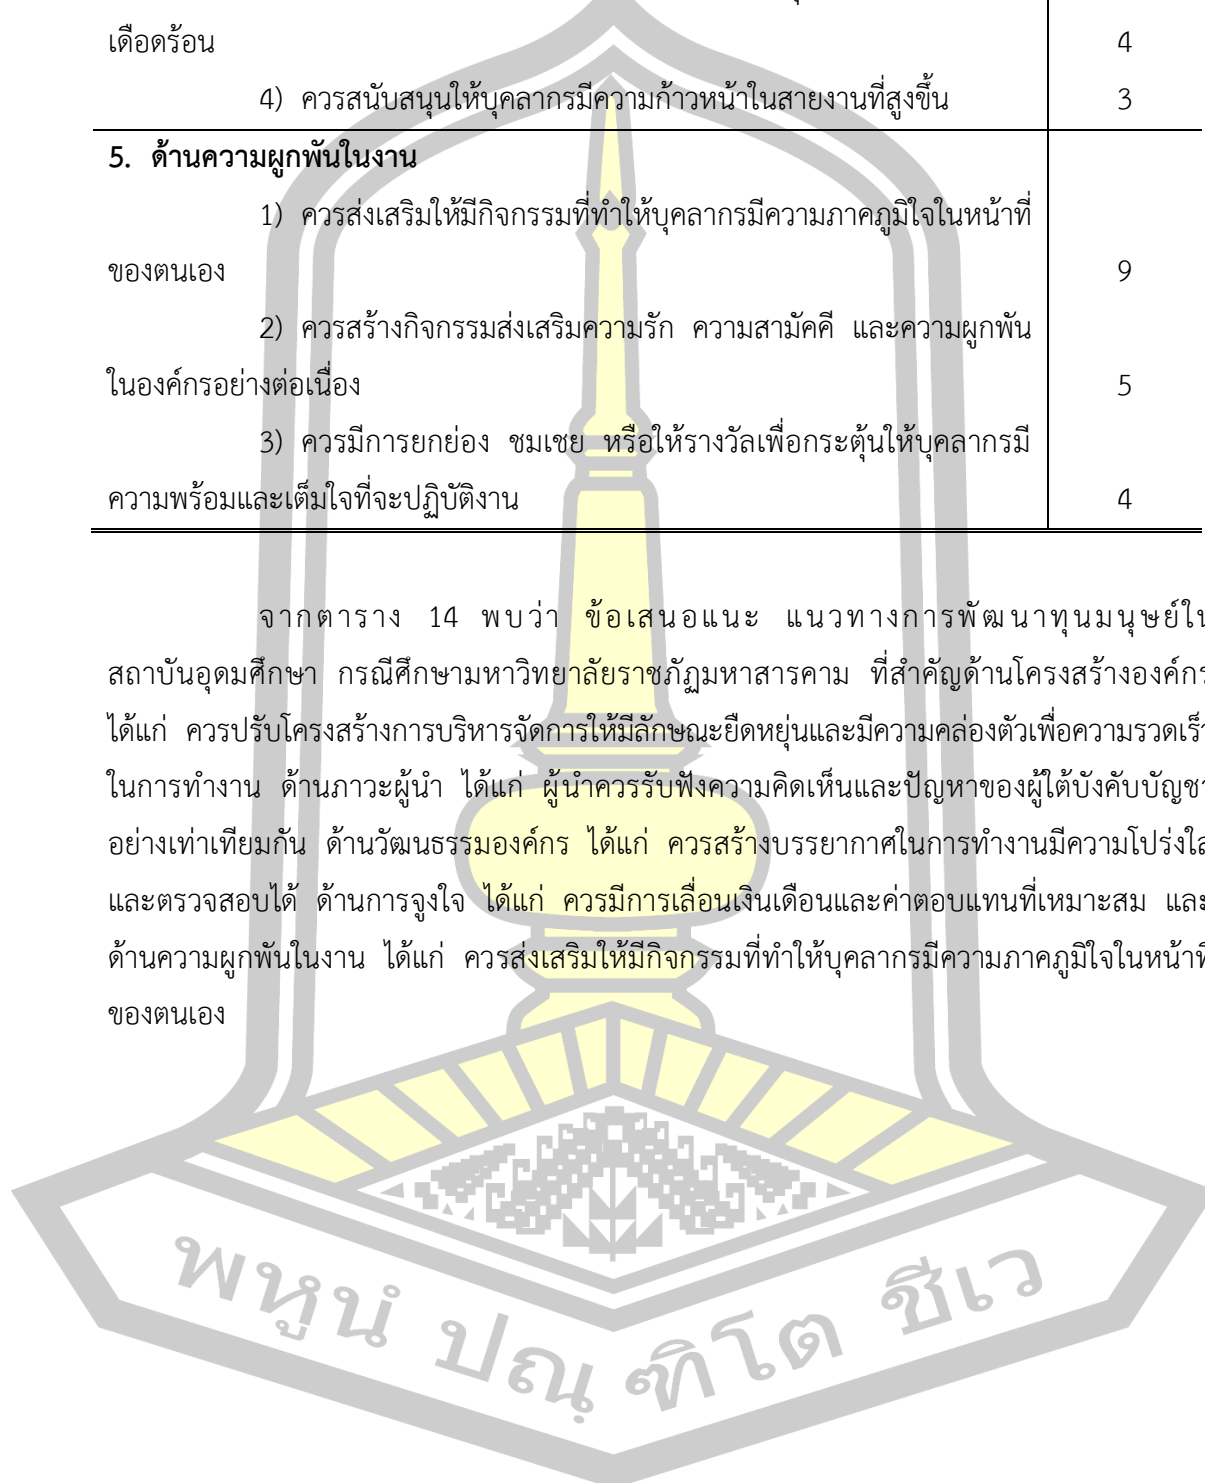 เดือดร้อน 4
4) ควรสนับสนุนให้บุคลากรมีความก้าวหน้าในสายงานที่สูงขึ้น 3
5. ด้านความผูกพันในงาน
1) ควรส่งเสริมให้มีกิจกรรมที่ทำให้บุคลากรมีความภาคภูมิใจในหน้าที่
ของตนเอง 9
2) ควรสร้างกิจกรรมส่งเสริมความรัก ความสามัคคี และความผูกพัน
ในองค์กรอย่างต่อเนื่อง 5
3) ควรมีการยกย่อง ชมเชย หรือให้รางวัลเพื่อกระตุ้นให้บุคลากรมี
ความพร้อมและเต็มใจที่จะปฏิบัติงาน 4
จากตาราง 14 พบว่า ข้อเสนอแนะ แนวทางการพัฒนาทุนมนุษย์ใน
สถาบันอุดมศึกษา กรณีศึกษามหาวิทยาลัยราชภัฏมหาสารคาม ที่สำคัญด้านโครงสร้างองค์กร
ได้แก่ ควรปรับโครงสร้างการบริหารจัดการให้มีลักษณะยืดหยุ่นและมีความคล่องตัวเพื่อความรวดเร็ว
ในการทำงาน ด้านภาวะผู้นำ ได้แก่ ผู้นำควรรับฟังความคิดเห็นและปัญหาของผู้ใต้บังคับบัญชา
อย่างเท่าเทียมกัน ด้านวัฒนธรรมองค์กร ได้แก่ ควรสร้างบรรยากาศในการทำงานมีความโปร่งใส
และตรวจสอบได้ ด้านการจูงใจ ได้แก่ ควรมีการเลื่อนเงินเดือนและค่าตอบแทนที่เหมาะสม และ
ด้านความผูกพันในงาน ได้แก่ ควรส่งเสริมให้มีกิจกรรมที่ทำให้บุคลากรมีความภาคภูมิใจในหน้าที่
ของตนเอง
พหูนํ ปณฺฑิโต ชีเว